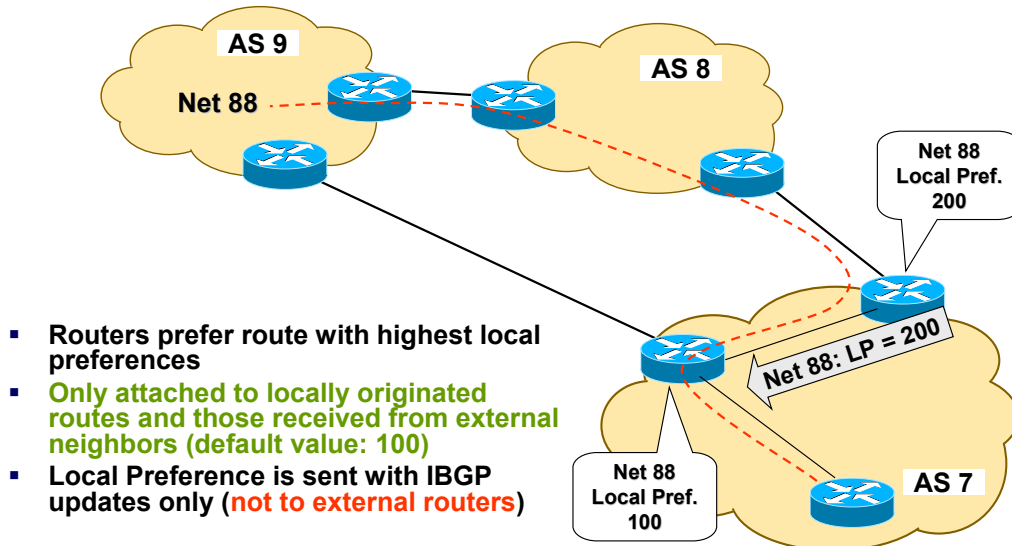 AS 9
AS 8
Net 88
Net 88
Local Pref.
200
Net 88: LP = 200
▪ Routers prefer route with highest local
preferences
▪ Only attached to locally originated
routes and those received from external
neighbors (default value: 100)
▪ Local Preference is sent with IBGP
updates only (not to external routers)
Net 88
Local Pref.
100
AS 7